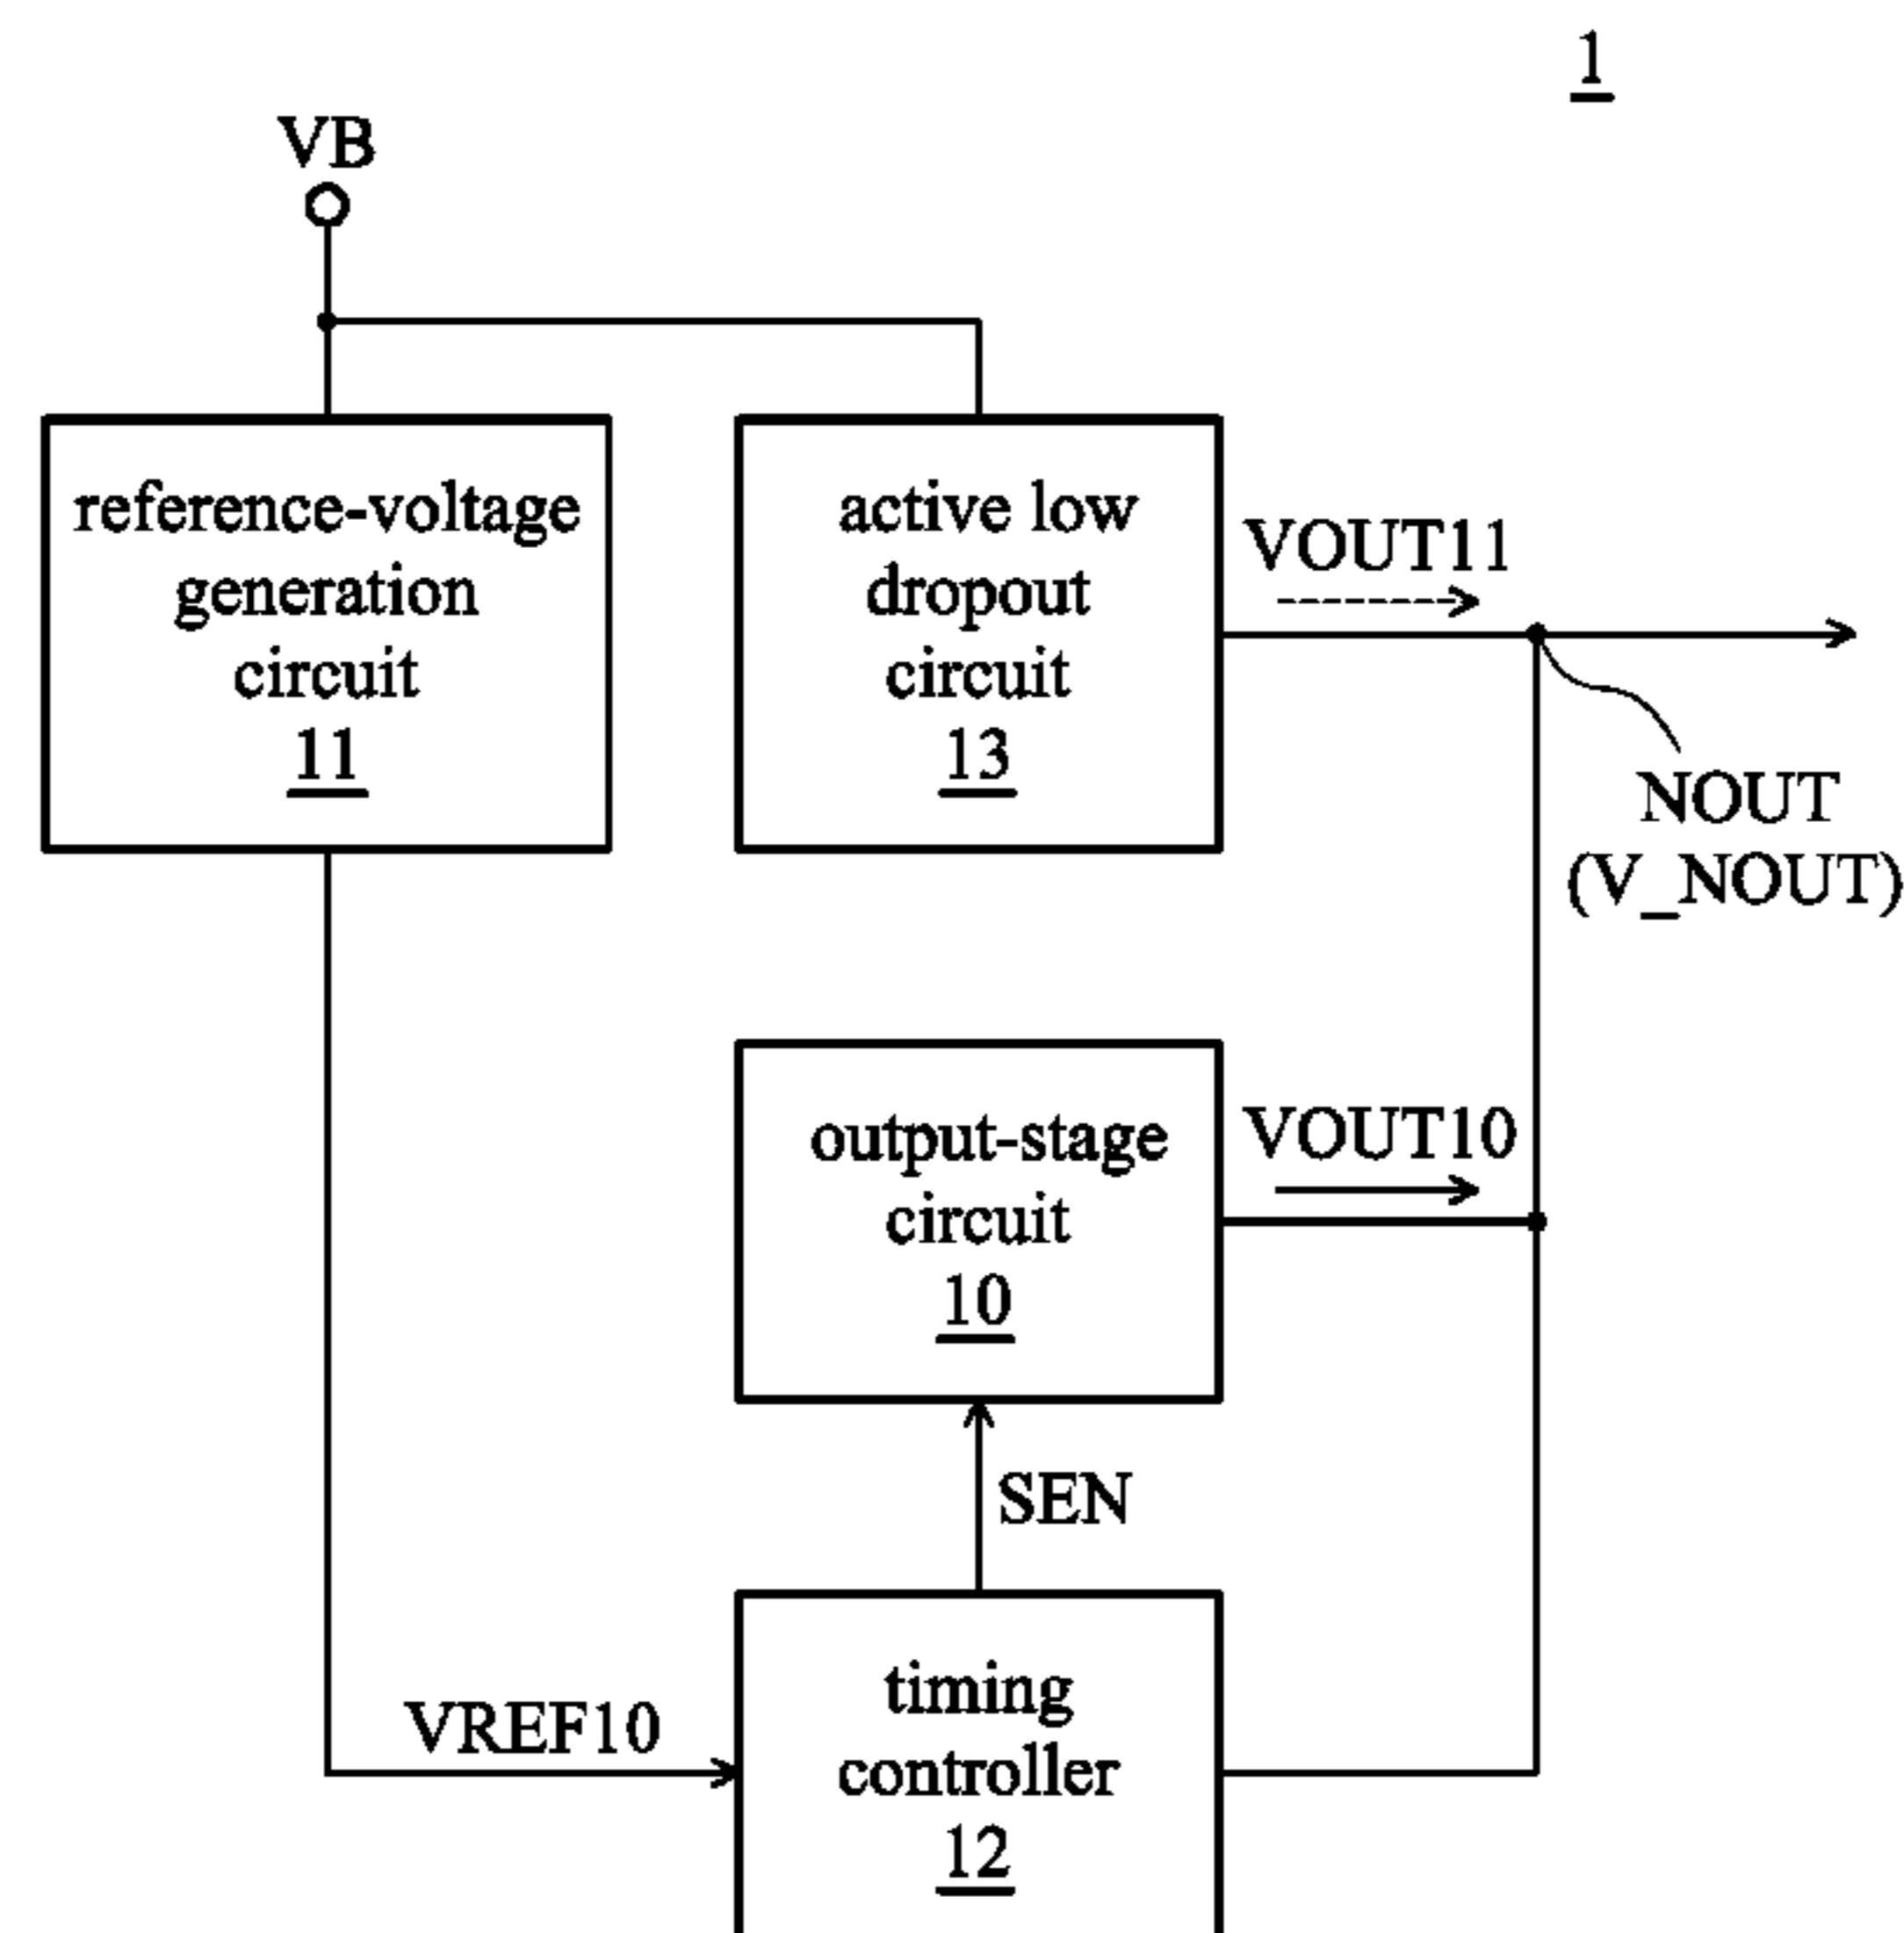 1
VB
reference-voltage
generation
circuit
11
active low
dropout
circuit
13
VOUT11
NOUT
(V_NOUT)
output-stage
circuit
10
VOUT10
SEN
VREF10
timing
controller
12